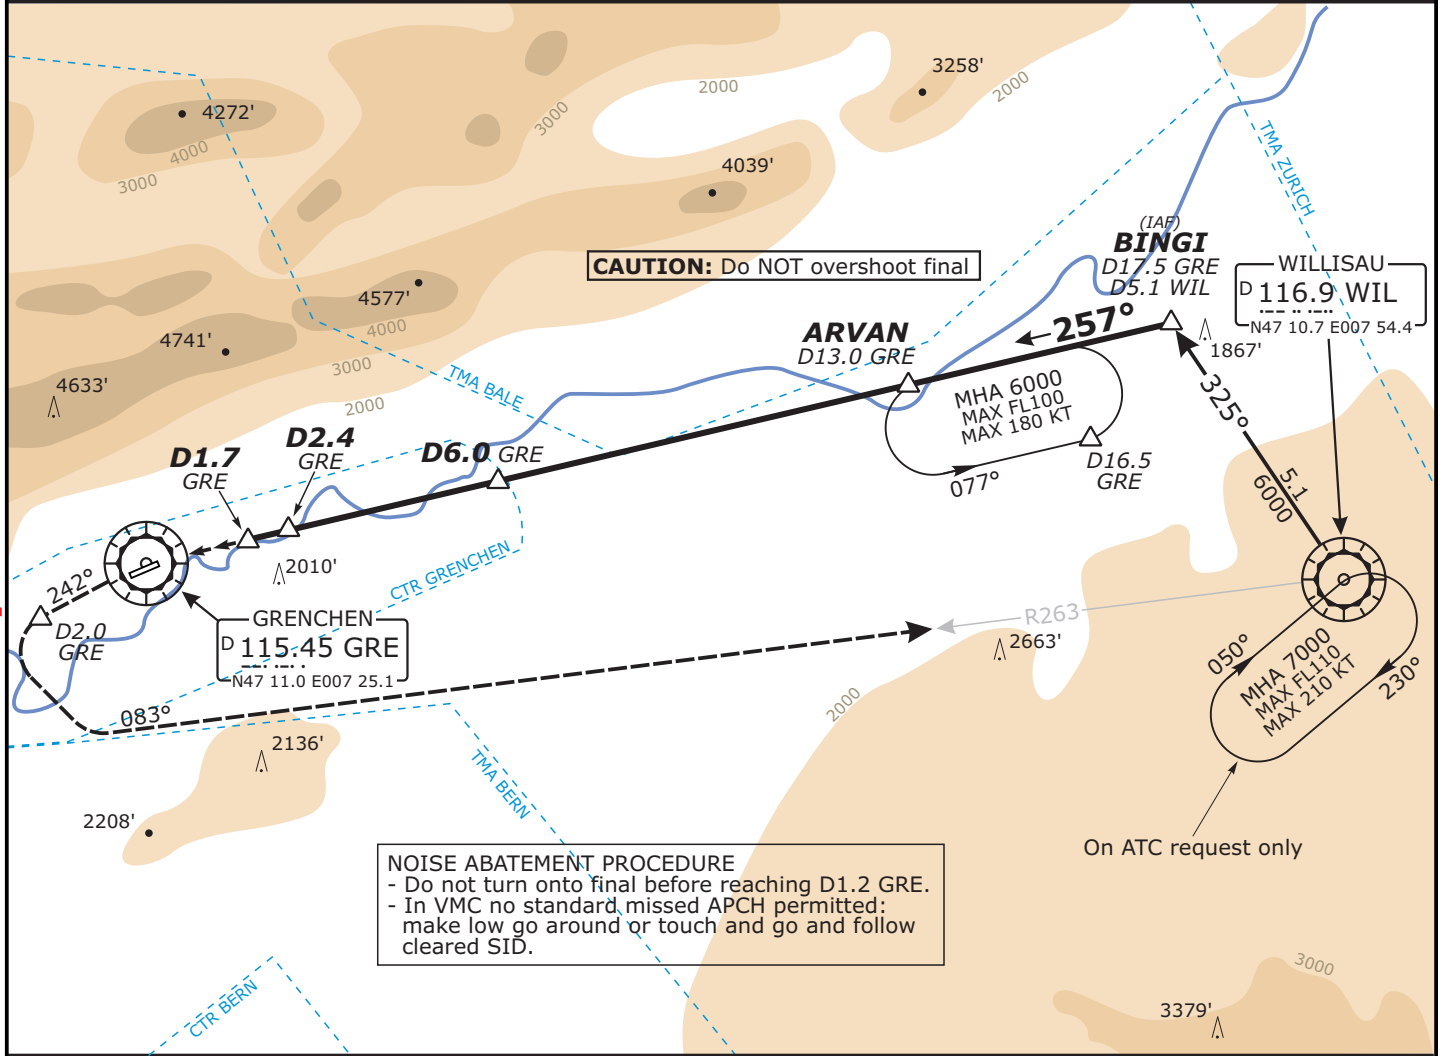 4272'
4000
3000
3000
2000
3258'
2000
4039'
TMA ZURICH
CAUTION: Do NOT overshoot final
(IAF)
BINGI
D17.5 GRE
D5.1 WIL
WILLISAU
D 116.9 WIL
N47 10.7 E007 54.4
1867'
257°
ARVAN
D13.0 GRE
MHA 6000
MAX FL100
MAX 180 KT
077°
D16.5
GRE
325°
5.1
6000
4577'
4000
4741'
3000
4633'
2000
TMA BALE
D1.7
GRE
D2.4
GRE
D6.0 GRE
2010'
CTR GRENCHEN
242°
D2.0
GRE
GRENCHEN
D 115.45 GRE
N47 11.0 E007 25.1
R263
2663'
050°
MHA 7000
MAX FL110
MAX 210 KT
230°
083°
2000
2136'
TMA BERN
2208'
On ATC request only
NOISE ABATEMENT PROCEDURE
- Do not turn onto final before reaching D1.2 GRE.
- In VMC no standard missed APCH permitted:
make low go around or touch and go and follow
cleared SID.
CTR BERN
3000
3379'